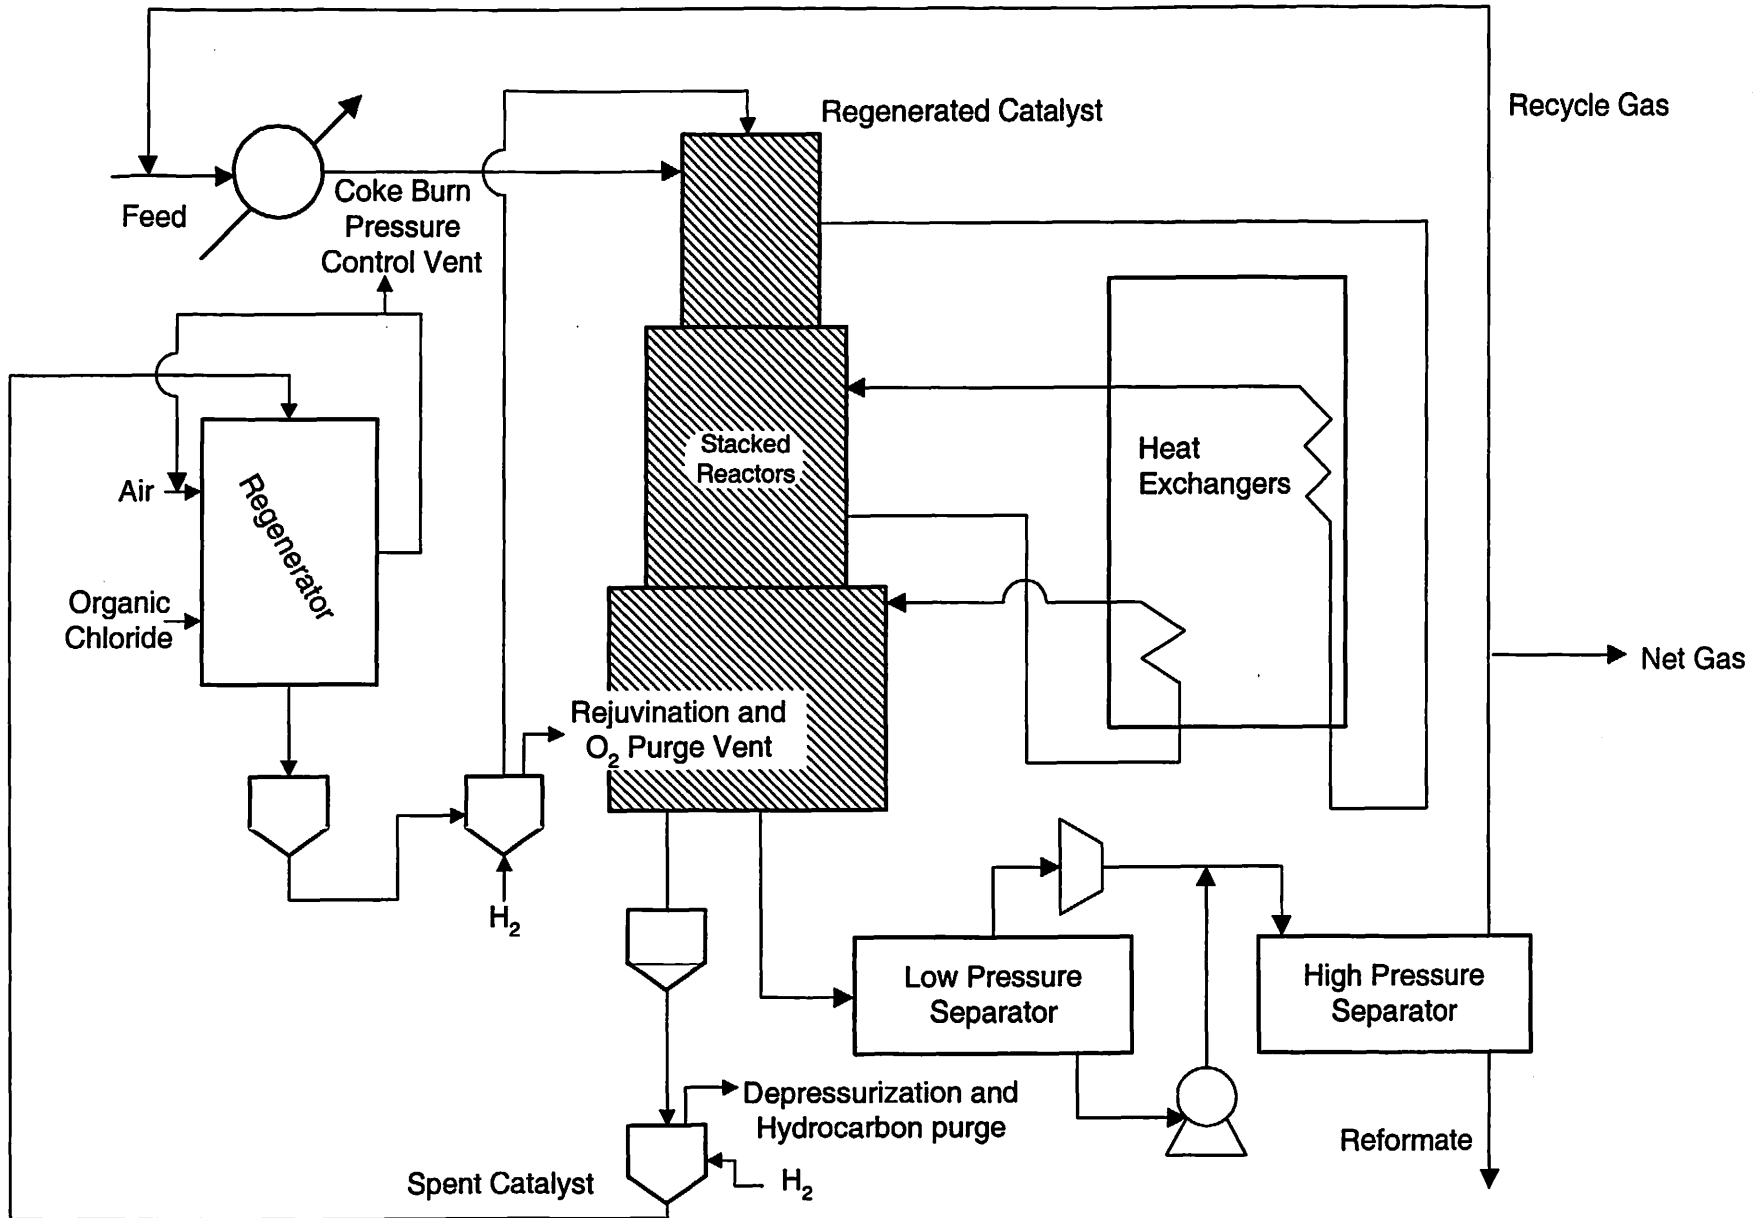 Regenerated Catalyst
Recycle Gas
Feed
Coke Burn
Pressure
Control Vent
Stacked
Reactors
Heat
Exchangers
Air
Regenerator
Organic
Chloride
Net Gas
Rejuvination and
O₂ Purge Vent
H₂
Low Pressure
Separator
High Pressure
Separator
Depressurization and
Hydrocarbon purge
Reformate
Spent Catalyst
H₂